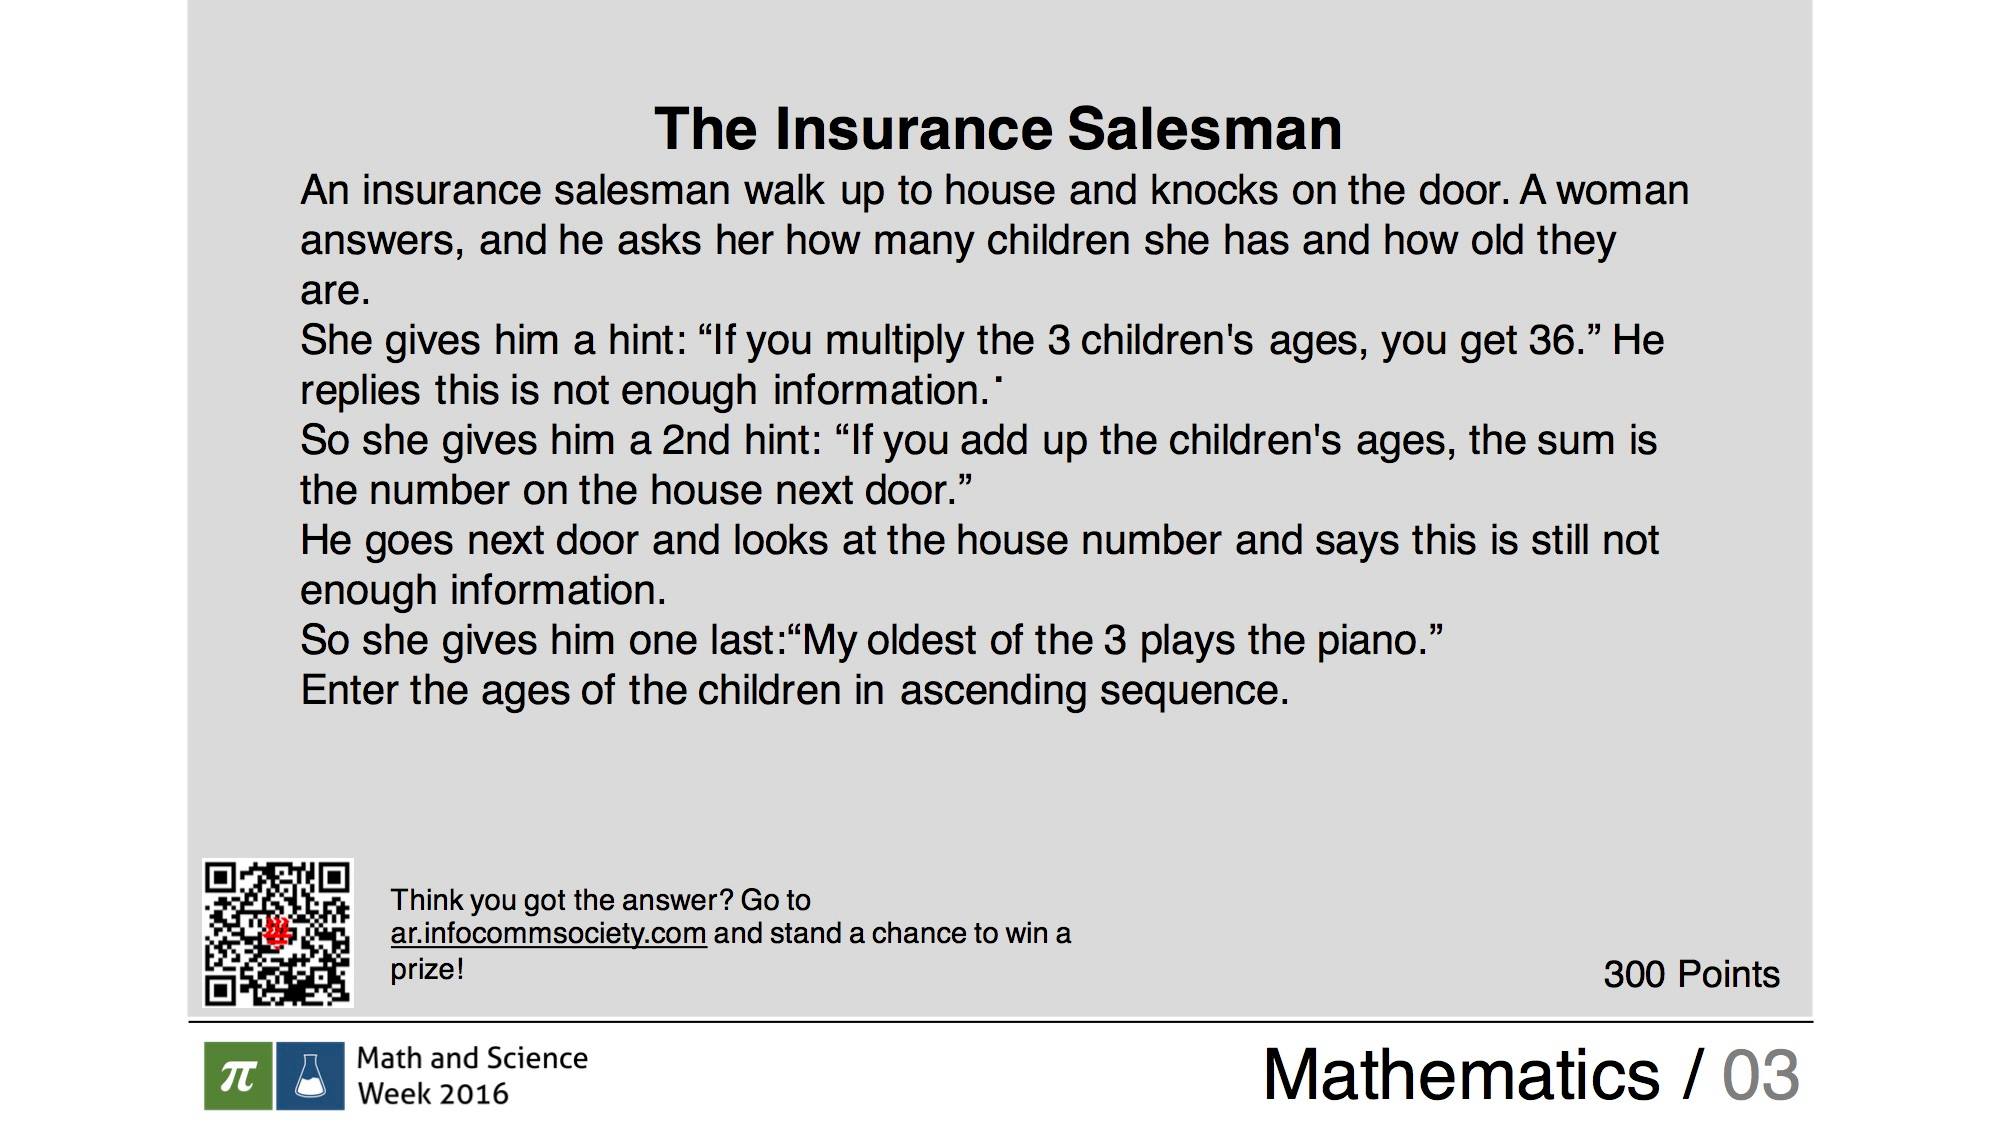 The Insurance Salesman
An insurance salesman walk up to house and knocks on the door. A woman
answers, and he asks her how many children she has and how old they
are.
She gives him a hint: “If you multiply the 3 children's ages, you get 36.” He
replies this is not enough information.˙
So she gives him a 2nd hint: “If you add up the children's ages, the sum is
the number on the house next door.”
He goes next door and looks at the house number and says this is still not
enough information.
So she gives him one last:“My oldest of the 3 plays the piano.”
Enter the ages of the children in ascending sequence.
Think you got the answer? Go to
ar.infocommsociety.com and stand a chance to win a
prize!
300 Points
π
Math and Science
Week 2016
Mathematics / 03